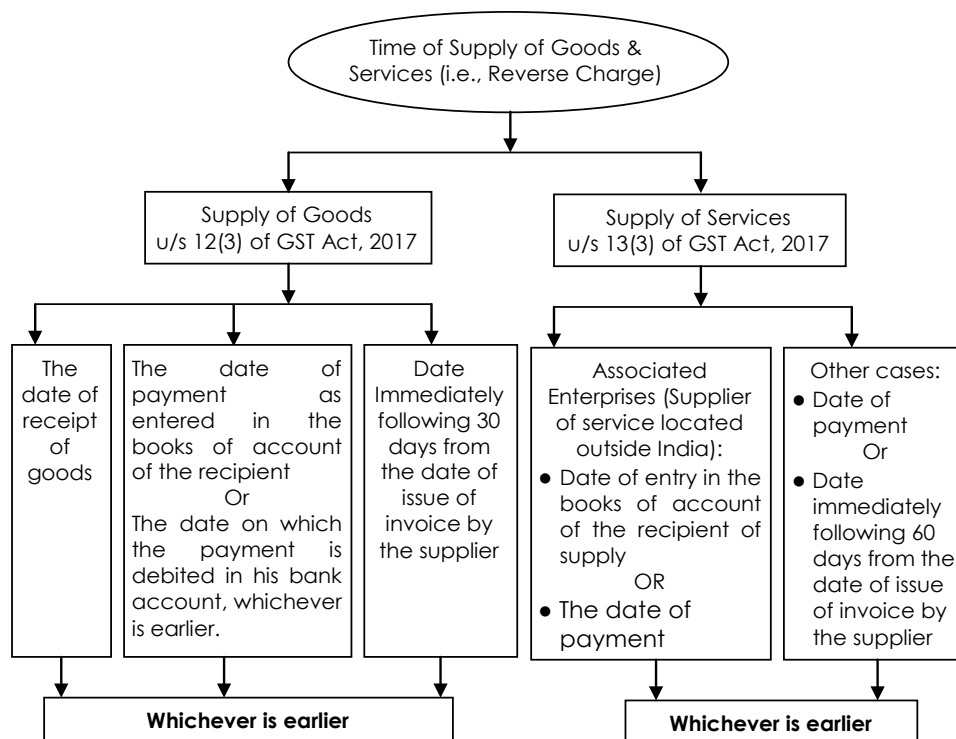 Time of Supply of Goods &
Services (i.e., Reverse Charge)
Supply of Goods
u/s 12(3) of GST Act, 2017
Supply of Services
u/s 13(3) of GST Act, 2017
The
date of
receipt
of
goods
The date of
payment as
entered in the
books of account
of the recipient
Or
The date on which
the payment is
debited in his bank
account, whichever
is earlier.
Date
Immediately
following 30
days from
the date of
issue of
invoice by
the supplier
Associated
Enterprises (Supplier
of service located
outside India):
● Date of entry in the
books of account
of the recipient of
supply
OR
● The date of
payment
Other cases:
● Date of
payment
Or
● Date
immediately
following 60
days from the
date of issue
of invoice by
the supplier
Whichever is earlier
Whichever is earlier